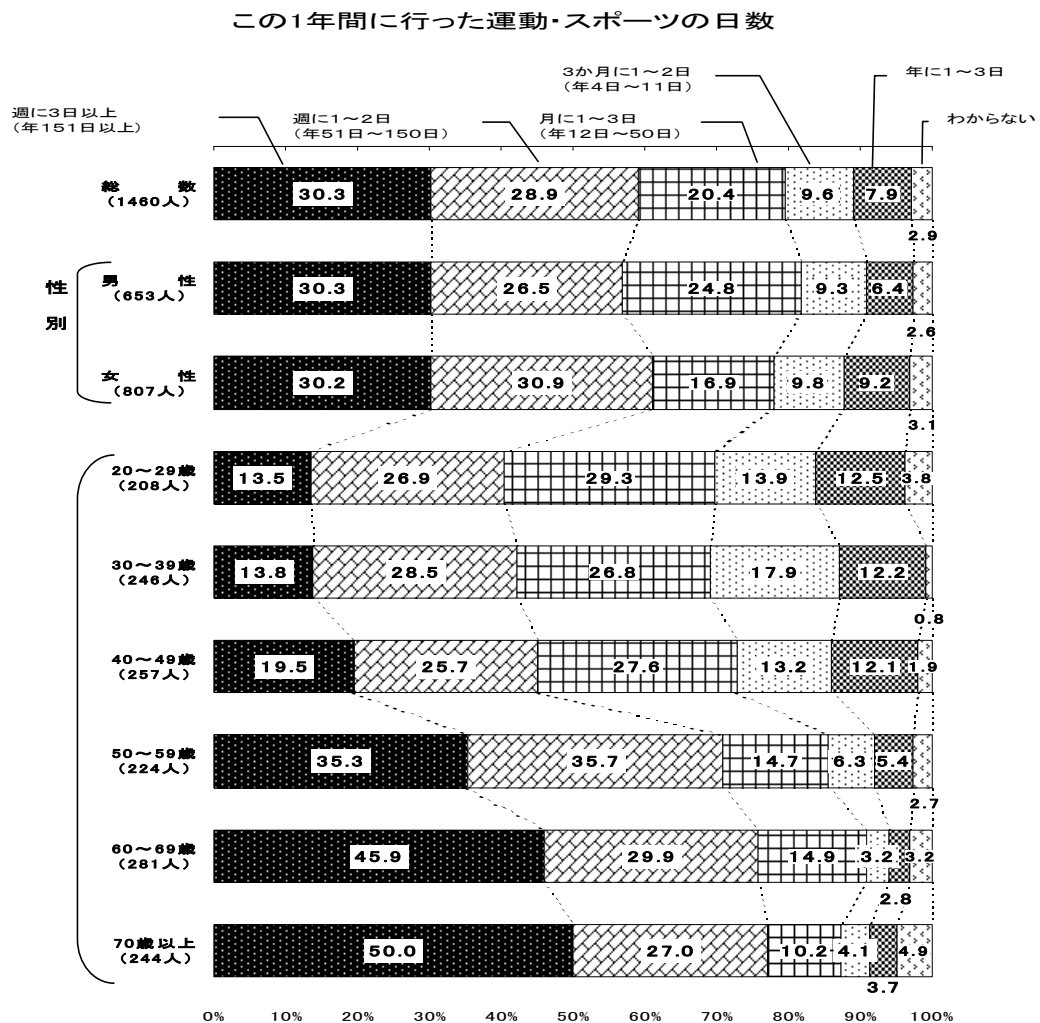 この1年間に行った運動・スポーツの日数
3か月に1～2日
（年4日～11日）
年に1～3日
週に3日以上
（年151日以上）
週に1～2日
（年51日～150日）
月に1～3日
（年12日～50日）
わからない
総 数
（1460人）
30.3 28.9 20.4 9.6 7.9
2.9
性別
男 性
（653人）
30.3 26.5 24.8 9.3 6.4
2.6
女 性
（807人）
30.2 30.9 16.9 9.8 9.2
3.1
20～29歳
（208人）
13.5 26.9 29.3 13.9 12.5 3.8
30～39歳
（246人）
13.8 28.5 26.8 17.9 12.2
0.8
40～49歳
（257人）
19.5 25.7 27.6 13.2 12.1 1.9
50～59歳
（224人）
35.3 35.7 14.7 6.3 5.4
2.7
60～69歳
（281人）
45.9 29.9 14.9 3.2 3.2
2.8
70歳以上
（244人）
50.0 27.0 10.2 4.1 4.9
3.7
0% 10% 20% 30% 40% 50% 60% 70% 80% 90% 100%